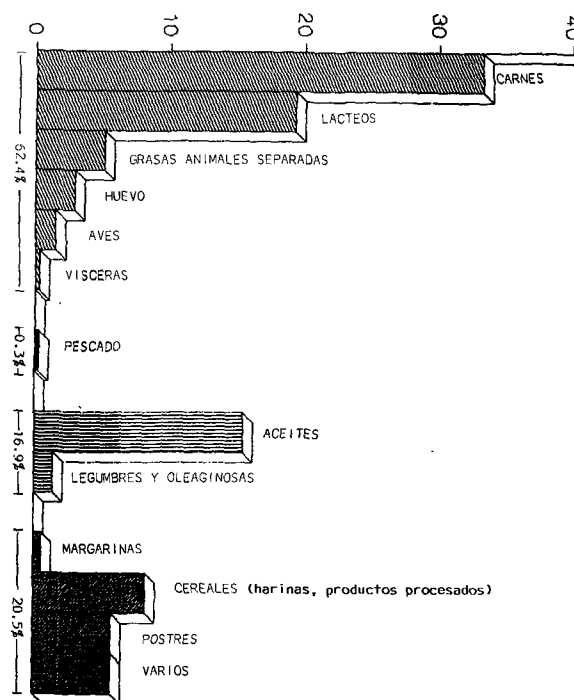 0 10 20 30 40
CARNES
LACTEOS
GRASAS ANIMALES SEPARADAS
HUEVO
AVES
VISCERAS
62.4%
PESCADO
0.3%
ACEITES
LEGUMBRES Y OLEAGINOSAS
16.9%
MARGARINAS
CEREALES (harinas, productos procesados)
POSTRES
VARIOS
20.5%